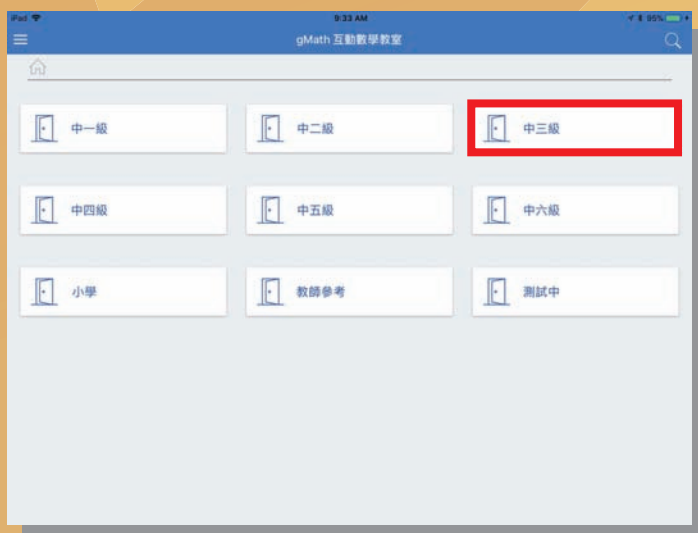 iPad 9:33 AM 95%
gMath 互動數學教室
中一級 中二級 中三級
中四級 中五級 中六級
小學 教師參考 測試中